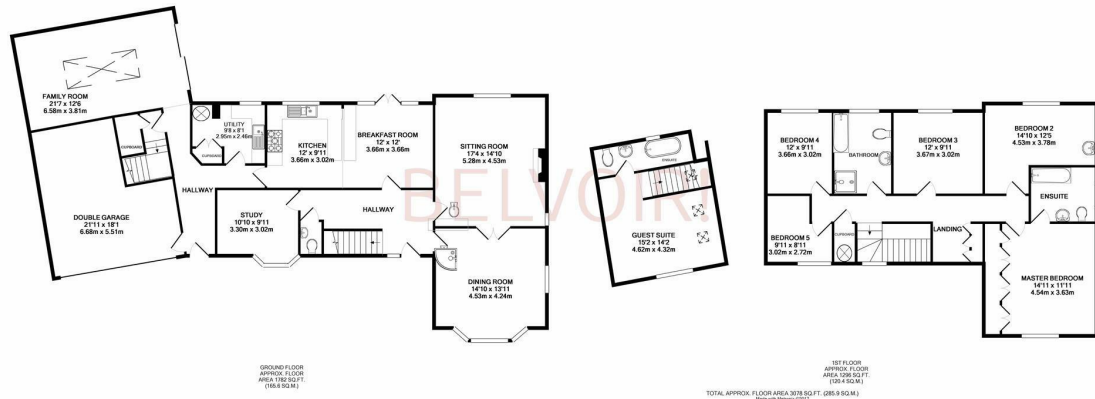 FAMILY ROOM
21'7 x 12'6
6.58m x 3.81m
UTILITY
9'8 x 8'1
2.95m x 2.46m
CUPBOARD
CUPBOARD
KITCHEN
12' x 9'11
3.66m x 3.02m
BREAKFAST ROOM
12' x 12'
3.66m x 3.66m
SITTING ROOM
17'4 x 14'10
5.28m x 4.53m
HALLWAY
DOUBLE GARAGE
21'11 x 18'1
6.68m x 5.51m
STUDY
10'10 x 9'11
3.30m x 3.02m
HALLWAY
DINING ROOM
14'10 x 13'11
4.53m x 4.24m
BELVOIR!
ENSUITE
GUEST SUITE
15'2 x 14'2
4.62m x 4.32m
BEDROOM 4
12' x 9'11
3.66m x 3.02m
BATHROOM
BEDROOM 3
12' x 9'11
3.67m x 3.02m
BEDROOM 2
14'10 x 12'5
4.53m x 3.78m
ENSUITE
BEDROOM 5
9'11 x 8'11
3.02m x 2.72m
CUPBOARD
LANDING
MASTER BEDROOM
14'11 x 11'11
4.54m x 3.63m
GROUND FLOOR
APPROX. FLOOR
AREA 1782 SQ.FT.
(165.6 SQ.M.)
1ST FLOOR
APPROX. FLOOR
AREA 1296 SQ.FT.
(120.4 SQ.M.)
TOTAL APPROX. FLOOR AREA 3078 SQ.FT. (285.9 SQ.M.)
Made with Metropix ©2017